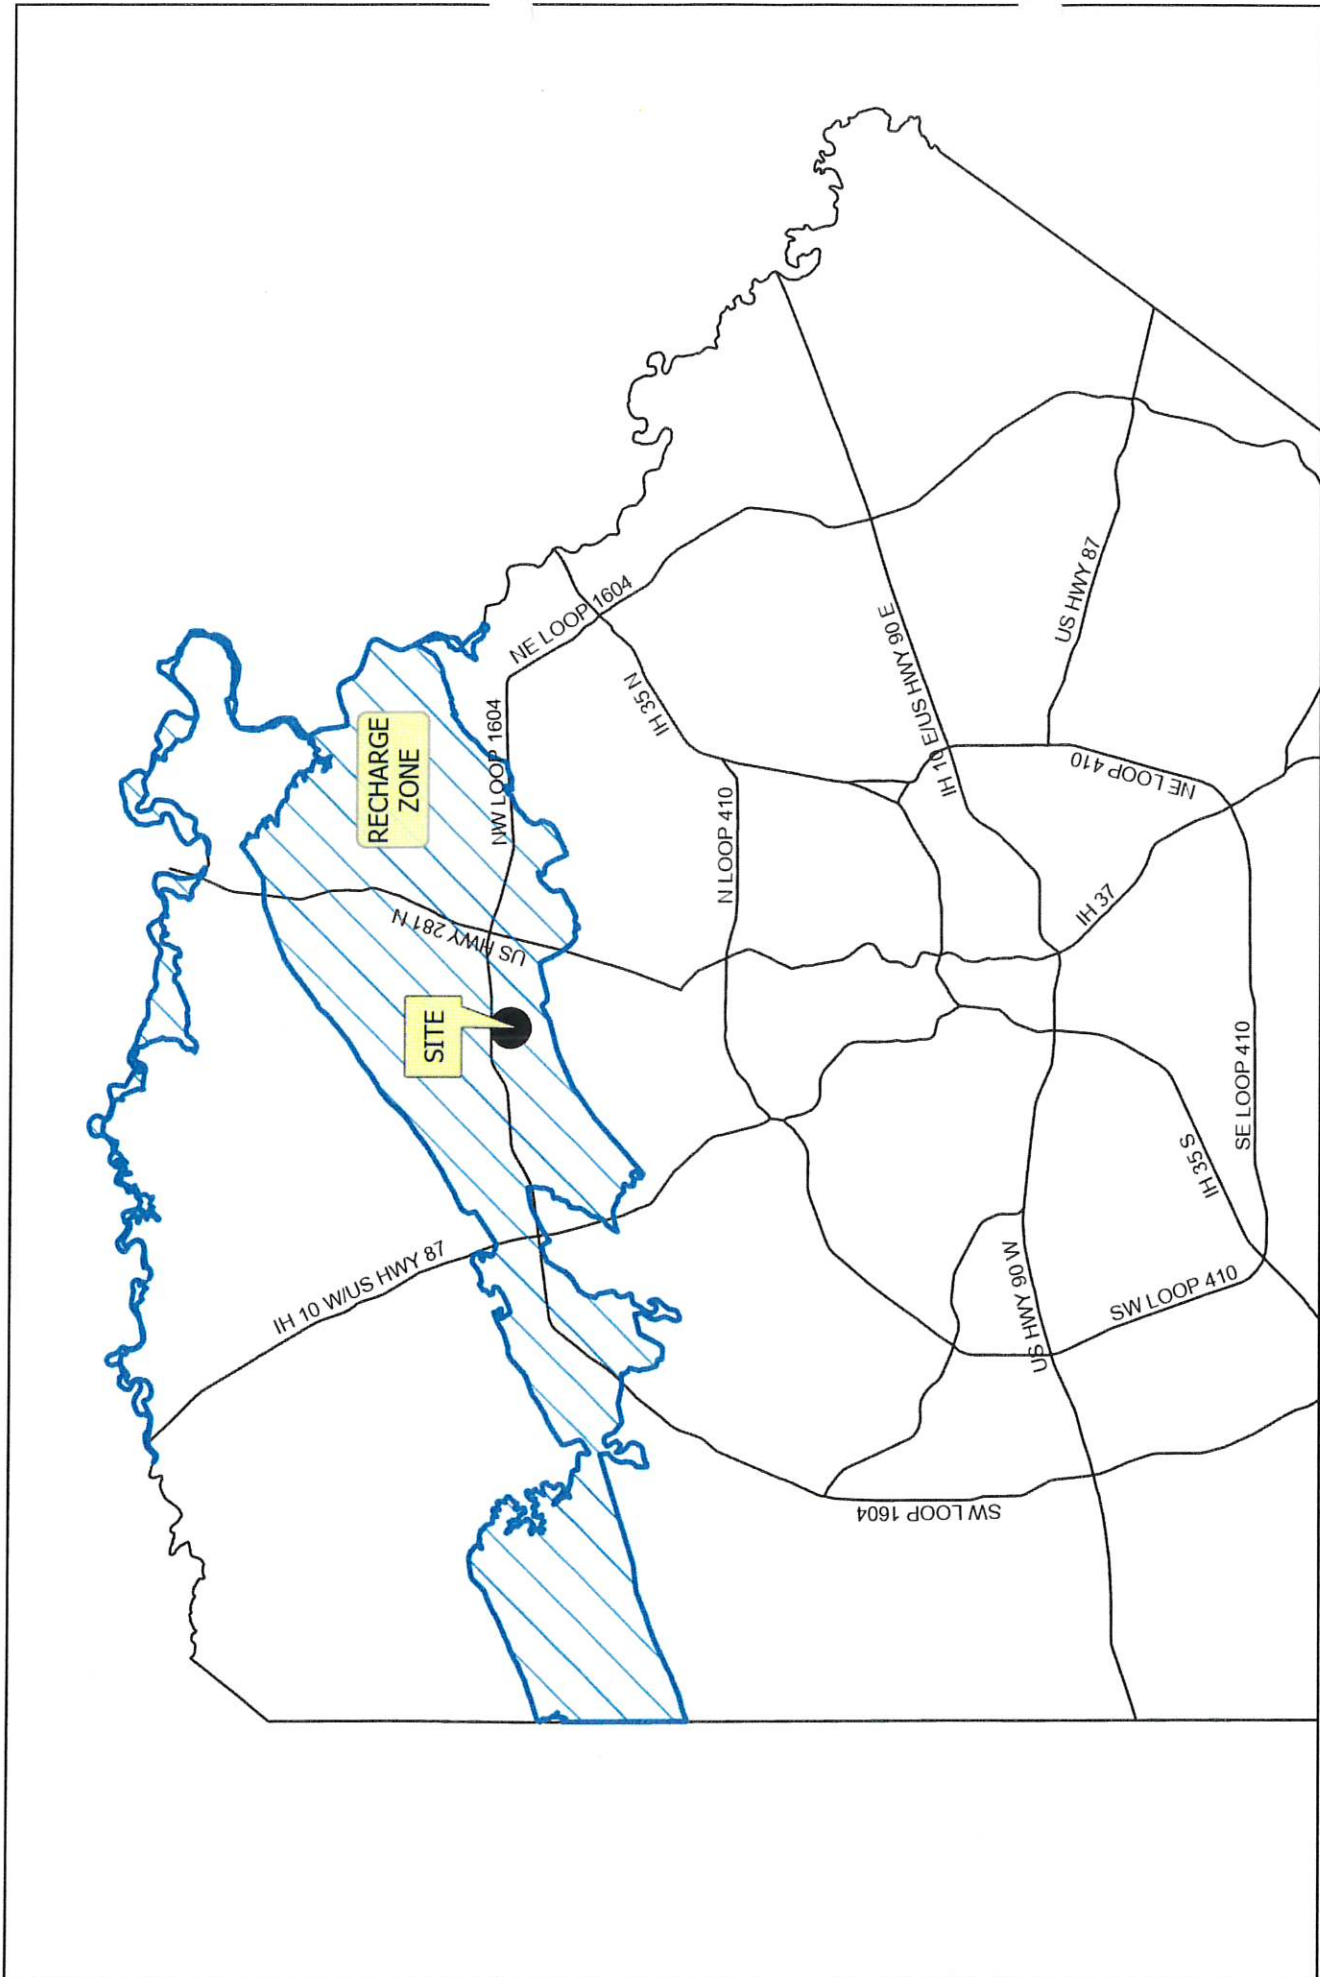 RECHARGE
ZONE
SITE
US HWY 281 N
NW LOOP 1604
NE LOOP 1604
IH 35 N
IH 10 W/US HWY 87
N LOOP 410
IH 10 E/US HWY 90 E
US HWY 87
NE LOOP 410
IH 37
SE LOOP 410
IH 35 S
SW LOOP 410
US HWY 90 W
SW LOOP 1604